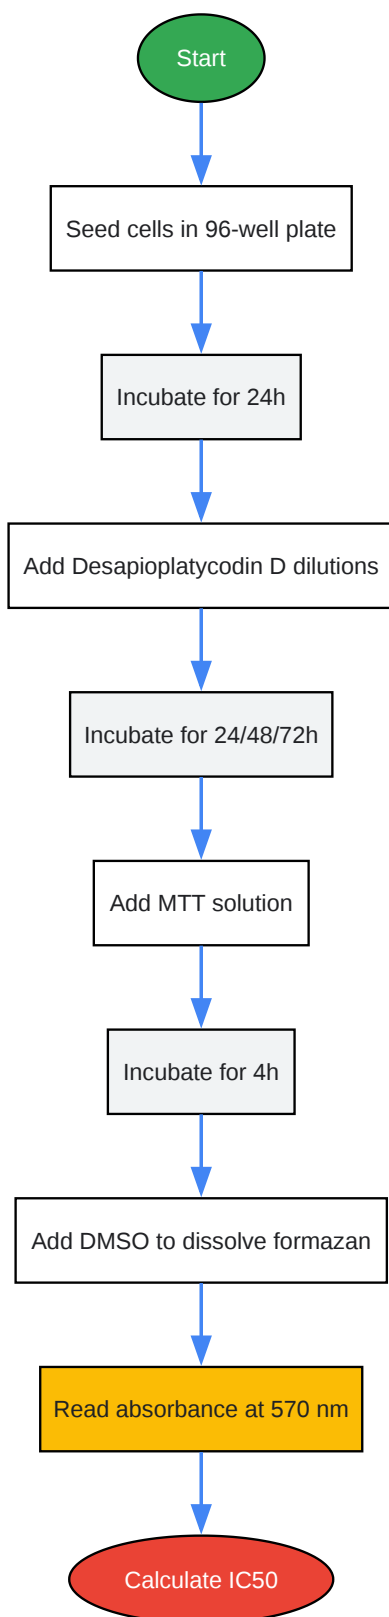 Start
Seed cells in 96-well plate
Incubate for 24h
Add Desapioplatycodin D dilutions
Incubate for 24/48/72h
Add MTT solution
Incubate for 4h
Add DMSO to dissolve formazan
Read absorbance at 570 nm
Calculate IC50